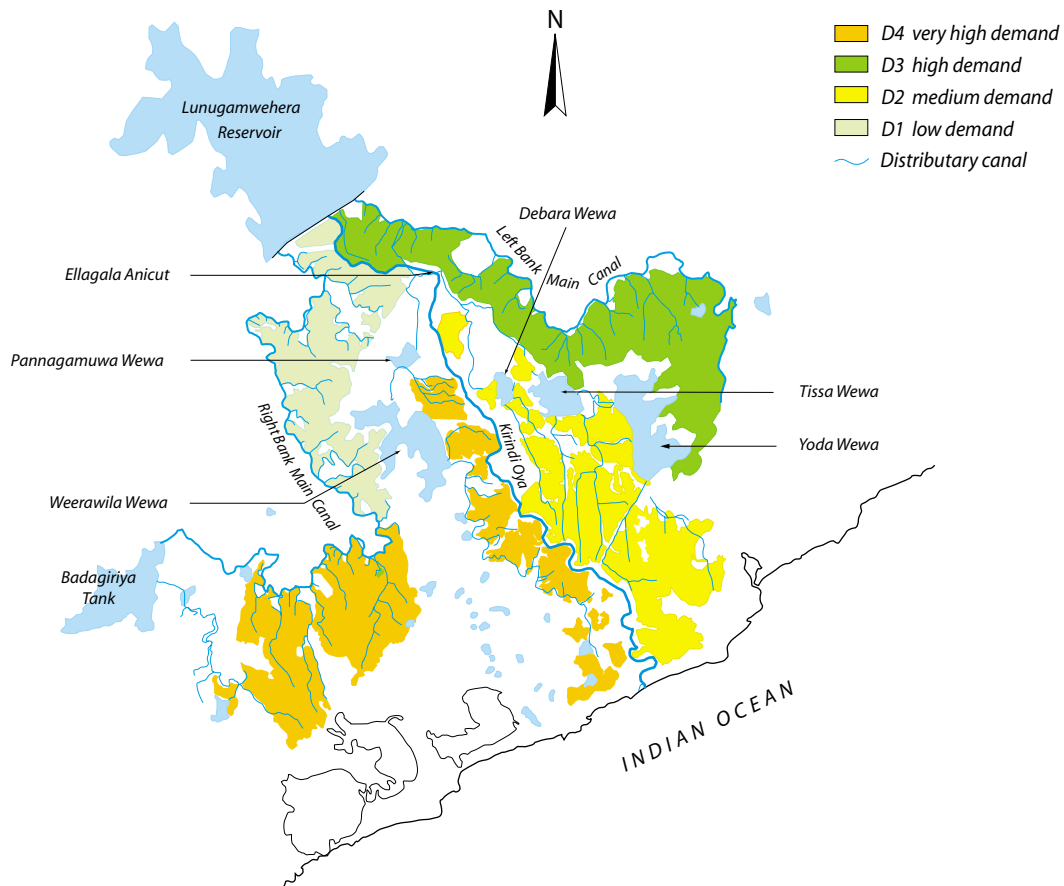 N
D4 very high demand
D3 high demand
D2 medium demand
D1 low demand
Distributary canal
Lunugamwehera
Reservoir
Debara Wewa
Left Bank Main Canal
Ellagala Anicut
Pannagamuwa Wewa
Tissa Wewa
Right Bank Main Canal
Kirindi Oya
Yoda Wewa
Weerawila Wewa
Badagiriya
Tank
INDIAN OCEAN